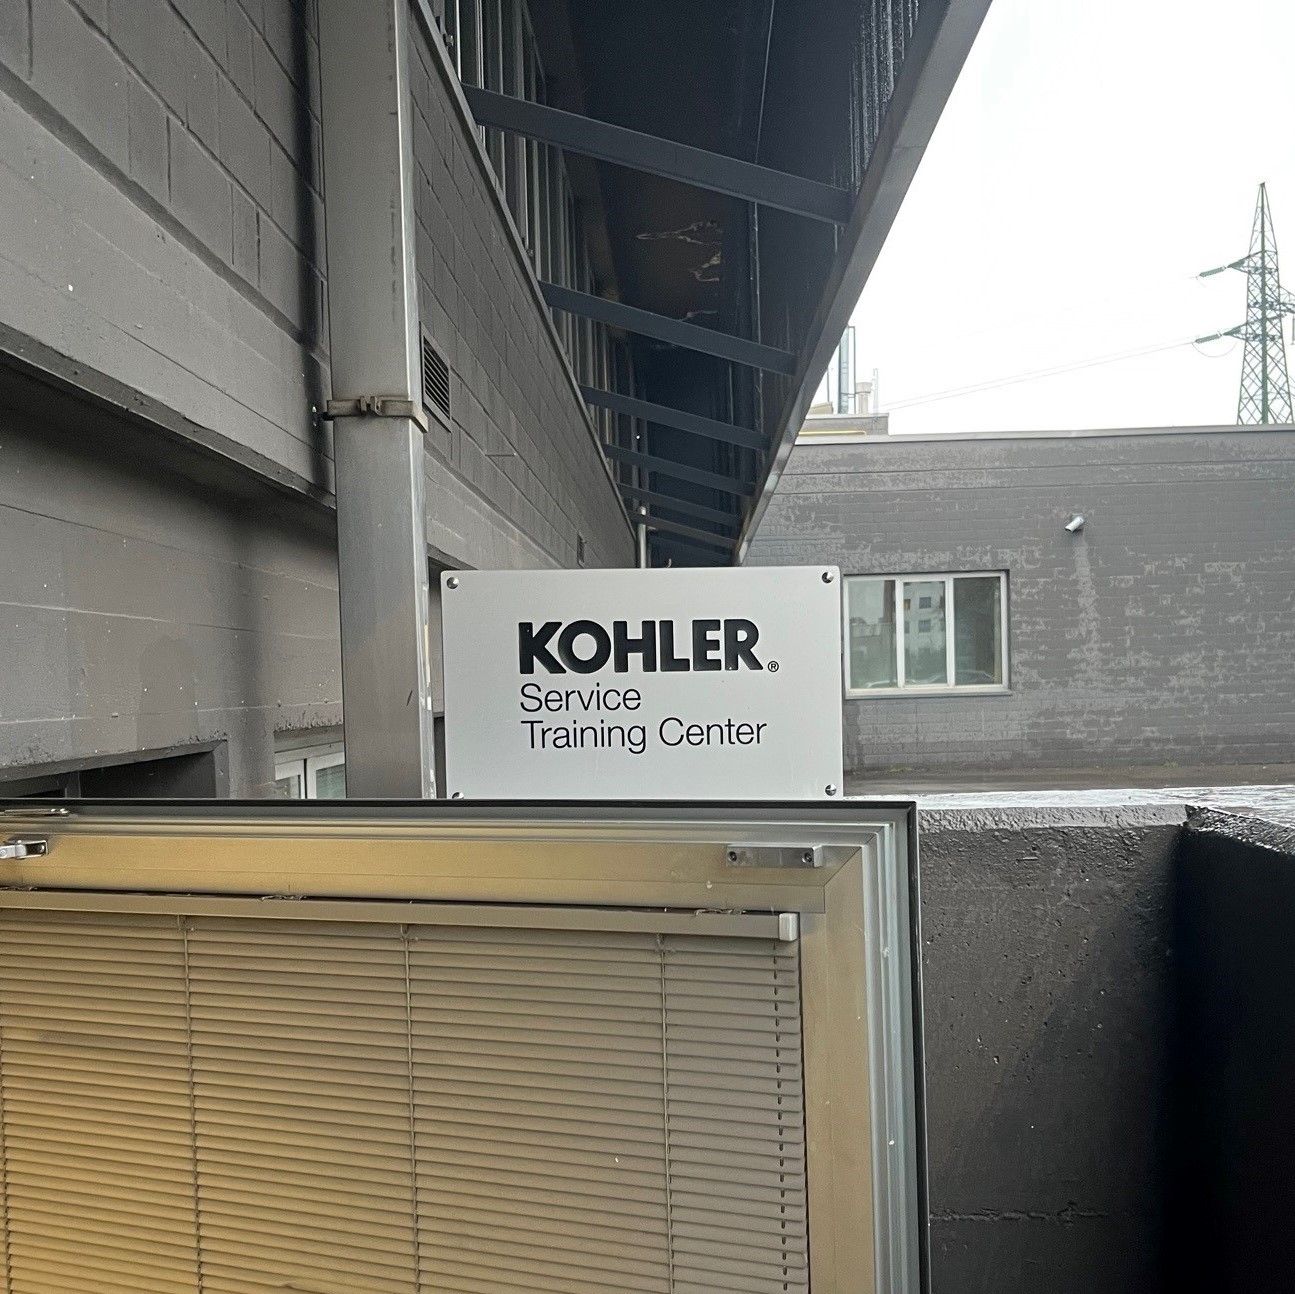 KOHLER®
Service
Training Center